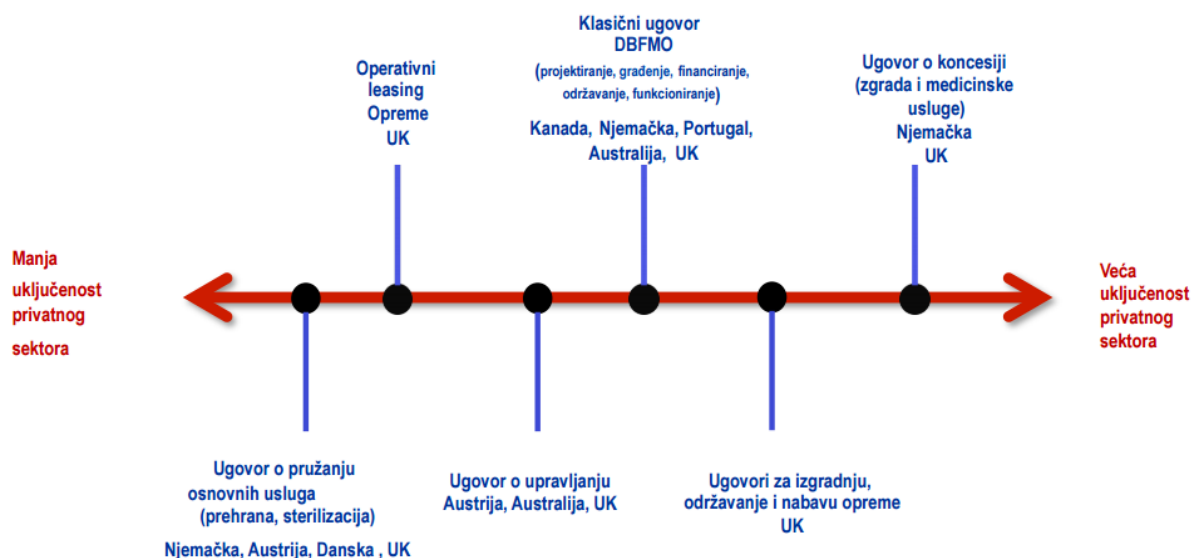 Klasični ugovor
DBFMO
(projektiranje, građenje, financiranje,
održavanje, funkcioniranje)
Kanada, Njemačka, Portugal,
Australija, UK
Operativni
leasing
Opreme
UK
Ugovor o koncesiji
(zgrada i medicinske
usluge)
Njemačka
UK
Manja
uključenost
privatnog
sektora
Veća
uključenost
privatnog
sektora
Ugovor o pružanju
osnovnih usluga
(prehrana, sterilizacija)
Njemačka, Austrija, Danska , UK
Ugovor o upravljanju
Austrija, Australija, UK
Ugovori za izgradnju,
održavanje i nabavu opreme
UK